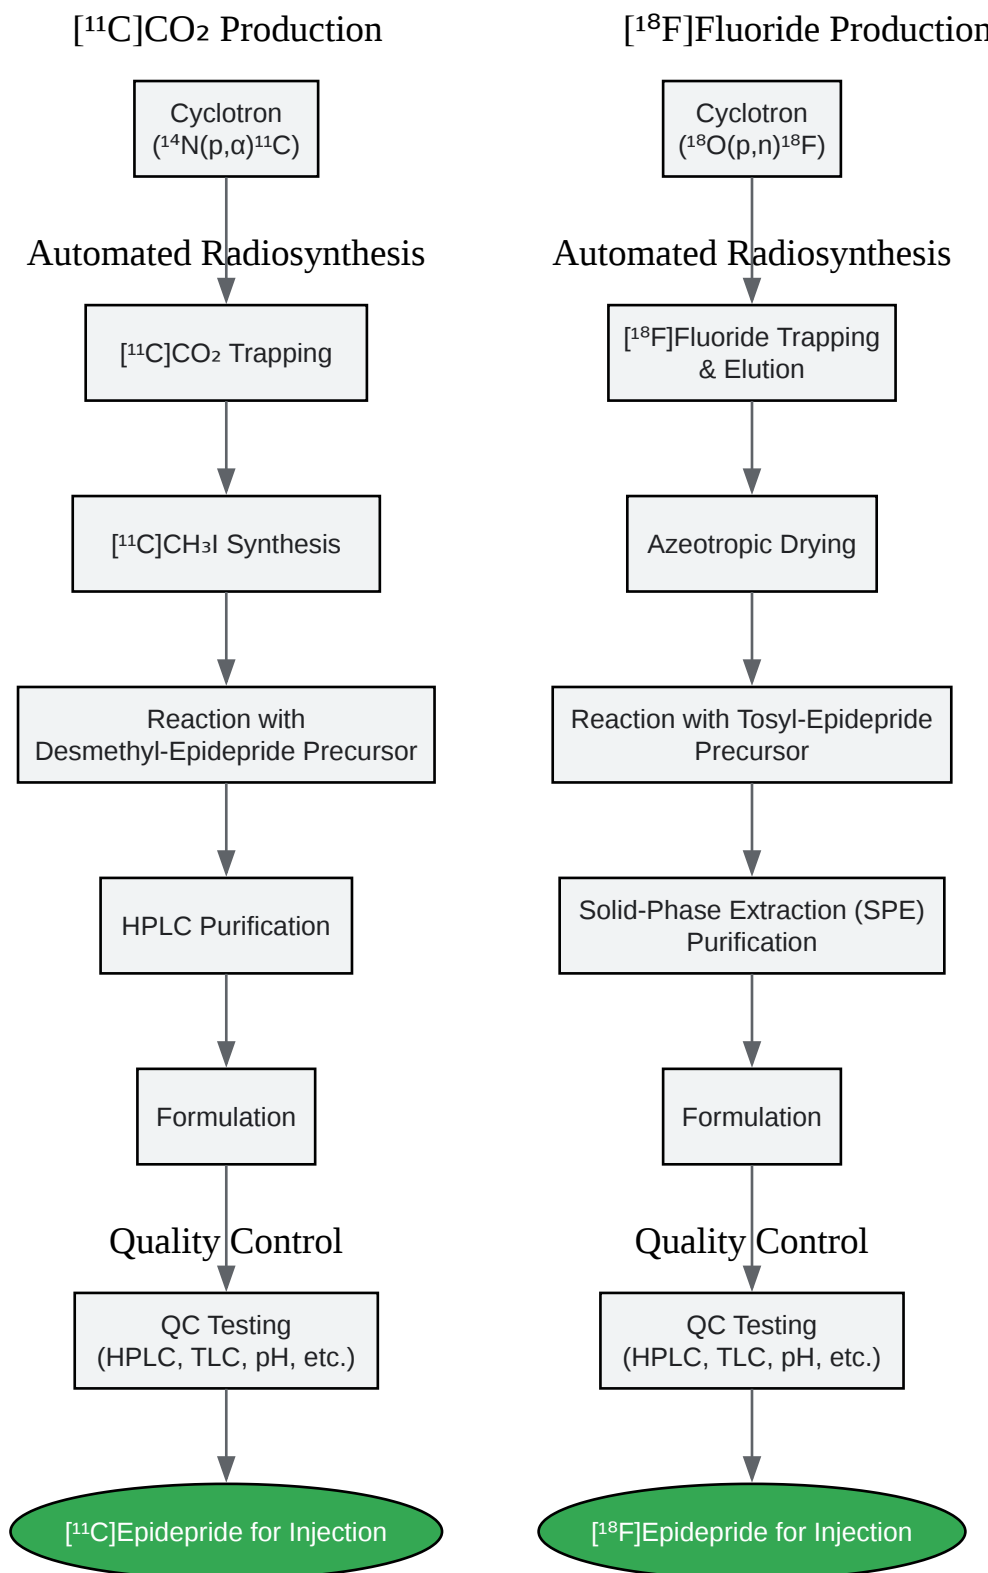 [¹¹C]CO₂ Production
Cyclotron
(¹⁴N(p,α)¹¹C)
Automated Radiosynthesis
[¹¹C]CO₂ Trapping
[¹¹C]CH₃I Synthesis
Reaction with
Desmethyl-Epidepride Precursor
HPLC Purification
Formulation
Quality Control
QC Testing
(HPLC, TLC, pH, etc.)
[¹¹C]Epidepride for Injection
[¹⁸F]Fluoride Production
Cyclotron
(¹⁸O(p,n)¹⁸F)
Automated Radiosynthesis
[¹⁸F]Fluoride Trapping
& Elution
Azeotropic Drying
Reaction with Tosyl-Epidepride
Precursor
Solid-Phase Extraction (SPE)
Purification
Formulation
Quality Control
QC Testing
(HPLC, TLC, pH, etc.)
[¹⁸F]Epidepride for Injection